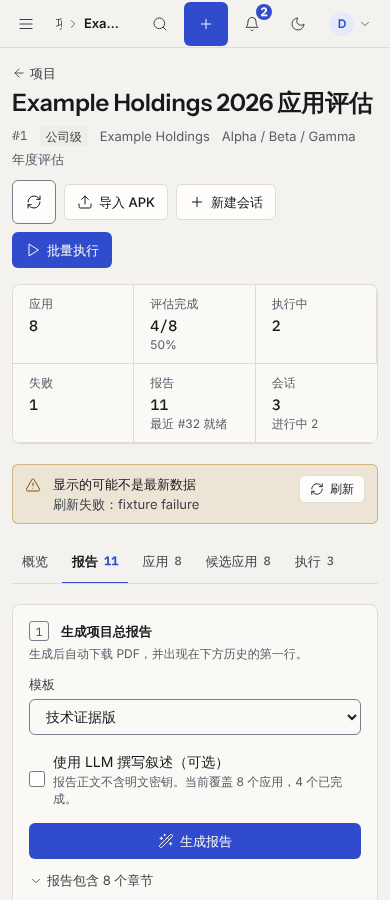 Exa...
2
D
项目
Example Holdings 2026 应用评估
#1 公司级 Example Holdings Alpha / Beta / Gamma
年度评估
导入 APK 新建会话
批量执行
应用 评估完成 执行中
8 4/8 2
50%
失败 报告 会话
1 11 3
最近 #32 就绪 进行中 2
显示的可能不是最新数据
刷新失败：fixture failure
刷新
概览 报告 11 应用 8 候选应用 8 执行 3
1 生成项目总报告
生成后自动下载 PDF，并出现在下方历史的第一行。
模板
技术证据版
使用 LLM 撰写叙述（可选）
报告正文不含明文密钥。当前覆盖 8 个应用，4 个已完
成。
生成报告
报告包含 8 个章节